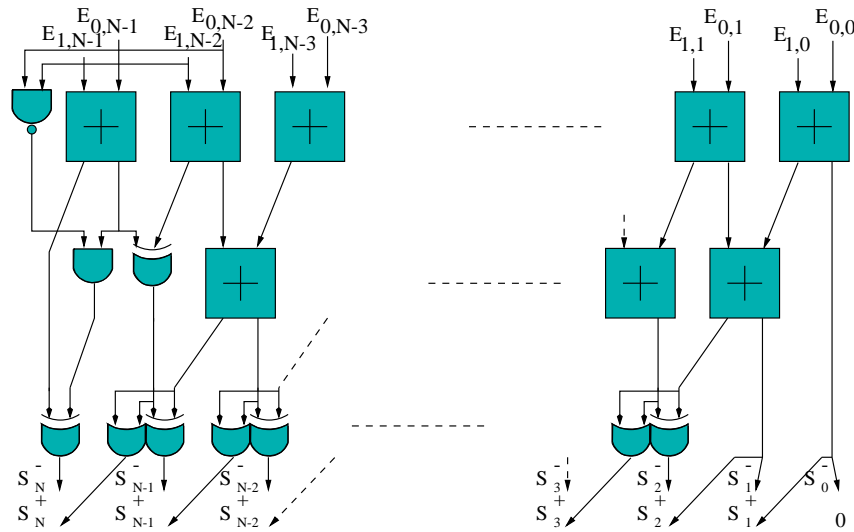 E0,N-1 E0,N-2 E0,N-3 E0,1 E0,0
E1,N-1 E1,N-2 E1,N-3 E1,1 E1,0
S-N S-N-1 S-N-2 S-3 S-2 S-1 S-0
S+N S+N-1 S+N-2 S+3 S+2 S+1 0